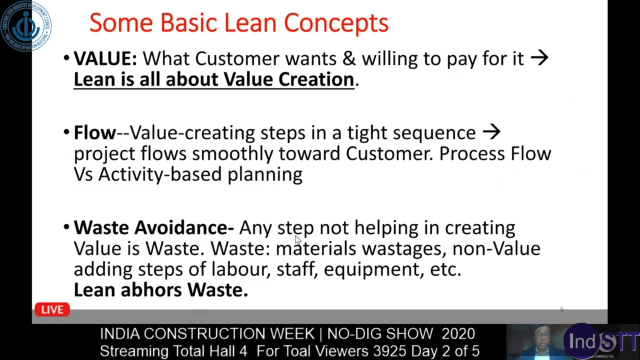 Some Basic Lean Concepts
• VALUE: What Customer wants & willing to pay for it →
Lean is all about Value Creation.
• Flow--Value-creating steps in a tight sequence →
project flows smoothly toward Customer. Process Flow
Vs Activity-based planning
• Waste Avoidance- Any step not helping in creating
Value is Waste. Waste: materials wastages, non-Value
adding steps of labour, staff, equipment, etc.
Lean abhors Waste.
LIVE
5
INDIA CONSTRUCTION WEEK | NO-DIG SHOW 2020
Streaming Total Hall 4 For Toal Viewers 3925 Day 2 of 5
IndSTT